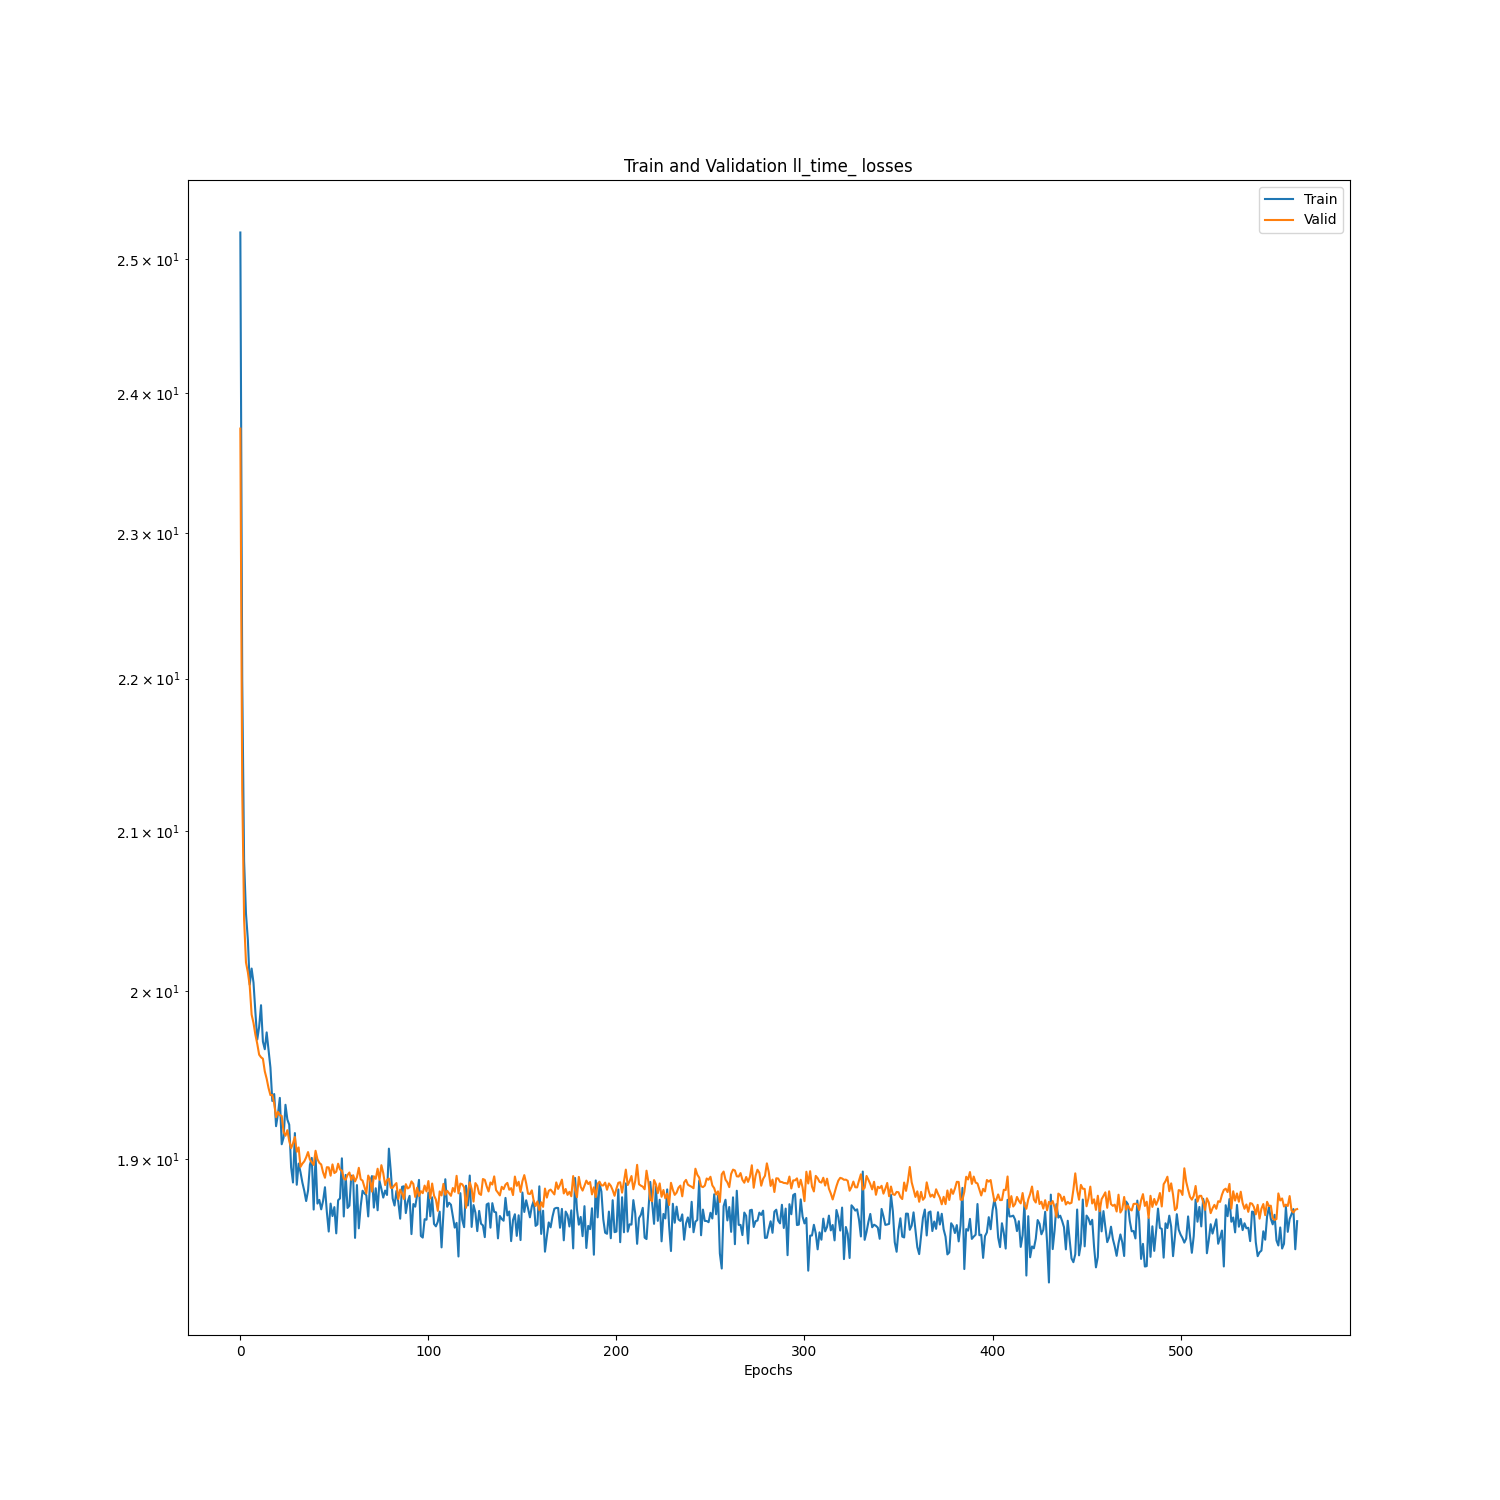 Train and Validation ll_time_ losses
Train
Valid
2.5 × 10¹
2.4 × 10¹
2.3 × 10¹
2.2 × 10¹
2.1 × 10¹
2 × 10¹
1.9 × 10¹
0 100 200 300 400 500
Epochs